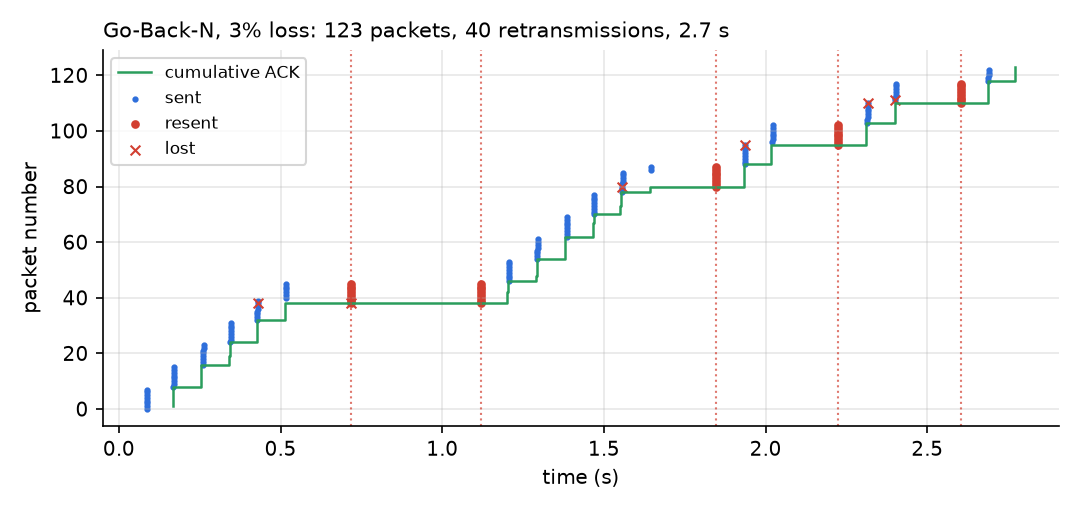 Go-Back-N, 3% loss: 123 packets, 40 retransmissions, 2.7 s
cumulative ACK
sent
resent
lost
packet number
120
100
80
60
40
20
0
0.0 0.5 1.0 1.5 2.0 2.5
time (s)